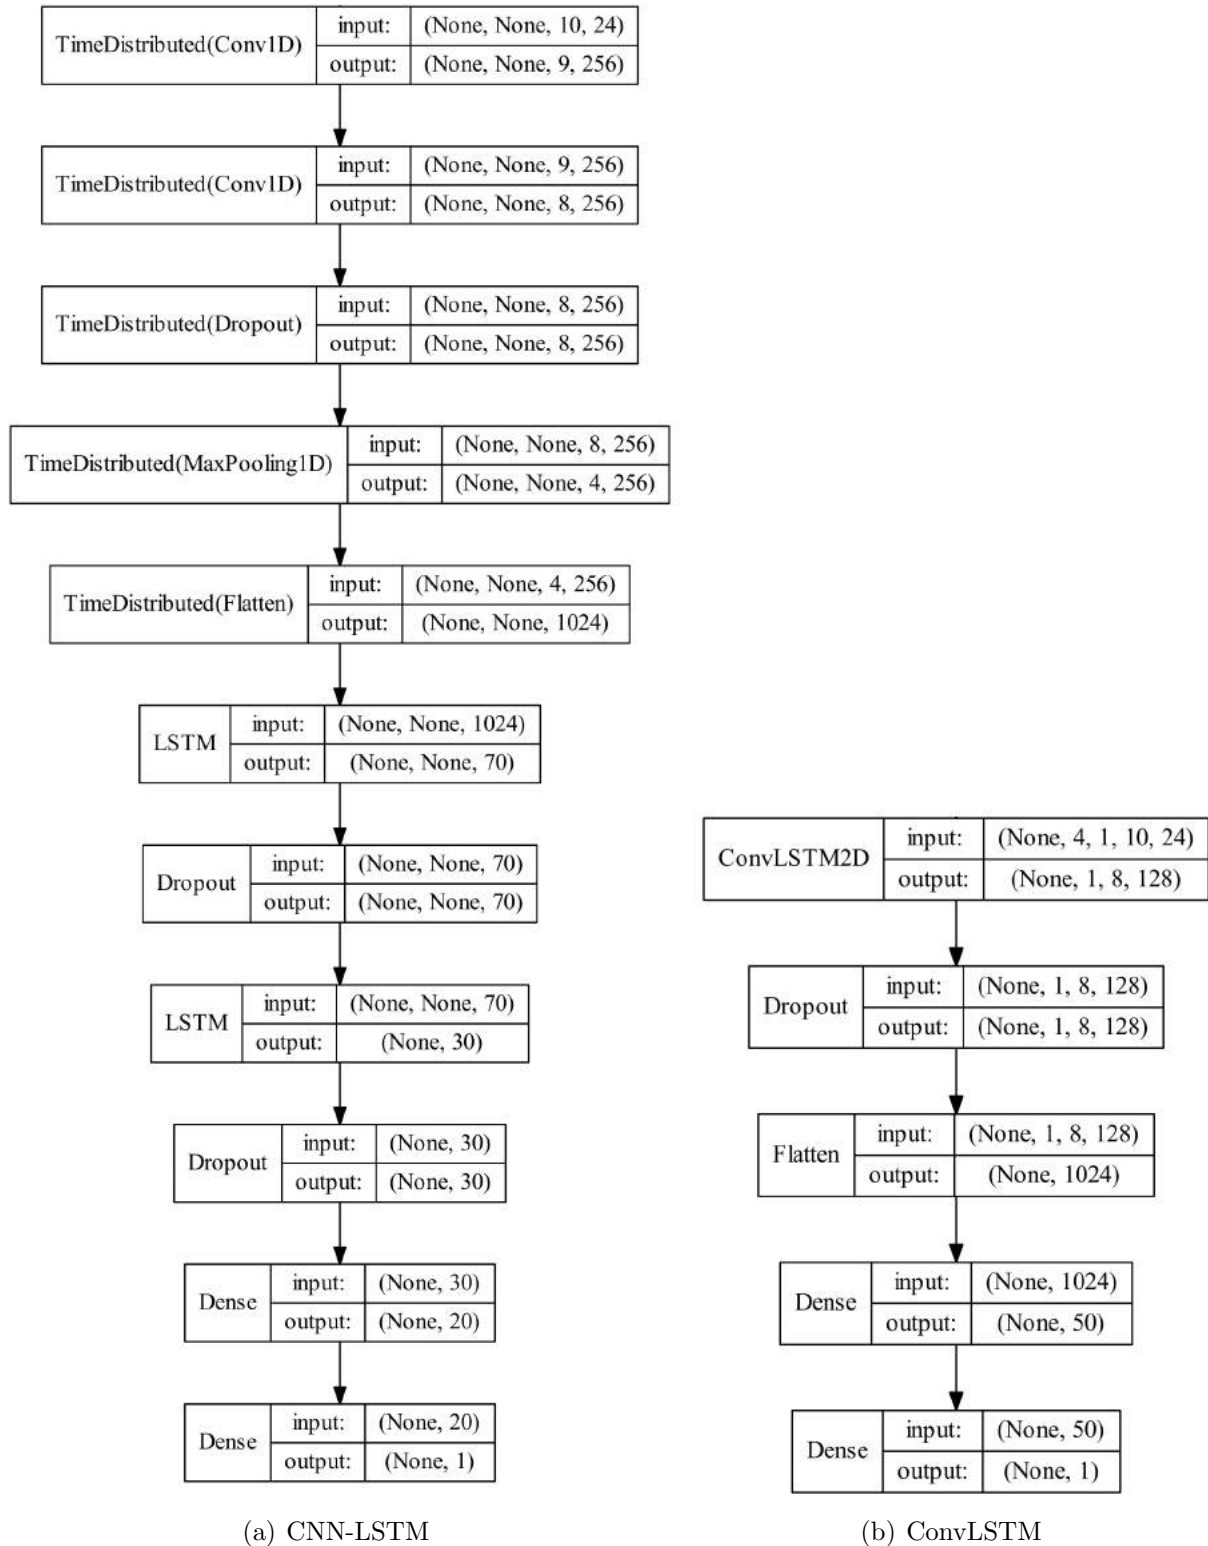 TimeDistributed(Conv1D)
input: (None, None, 10, 24)
output: (None, None, 9, 256)
TimeDistributed(Conv1D)
input: (None, None, 9, 256)
output: (None, None, 8, 256)
TimeDistributed(Dropout)
input: (None, None, 8, 256)
output: (None, None, 8, 256)
TimeDistributed(MaxPooling1D)
input: (None, None, 8, 256)
output: (None, None, 4, 256)
TimeDistributed(Flatten)
input: (None, None, 4, 256)
output: (None, None, 1024)
LSTM
input: (None, None, 1024)
output: (None, None, 70)
Dropout
input: (None, None, 70)
output: (None, None, 70)
LSTM
input: (None, None, 70)
output: (None, 30)
Dropout
input: (None, 30)
output: (None, 30)
Dense
input: (None, 30)
output: (None, 20)
Dense
input: (None, 20)
output: (None, 1)
(a) CNN-LSTM
ConvLSTM2D
input: (None, 4, 1, 10, 24)
output: (None, 1, 8, 128)
Dropout
input: (None, 1, 8, 128)
output: (None, 1, 8, 128)
Flatten
input: (None, 1, 8, 128)
output: (None, 1024)
Dense
input: (None, 1024)
output: (None, 50)
Dense
input: (None, 50)
output: (None, 1)
(b) ConvLSTM